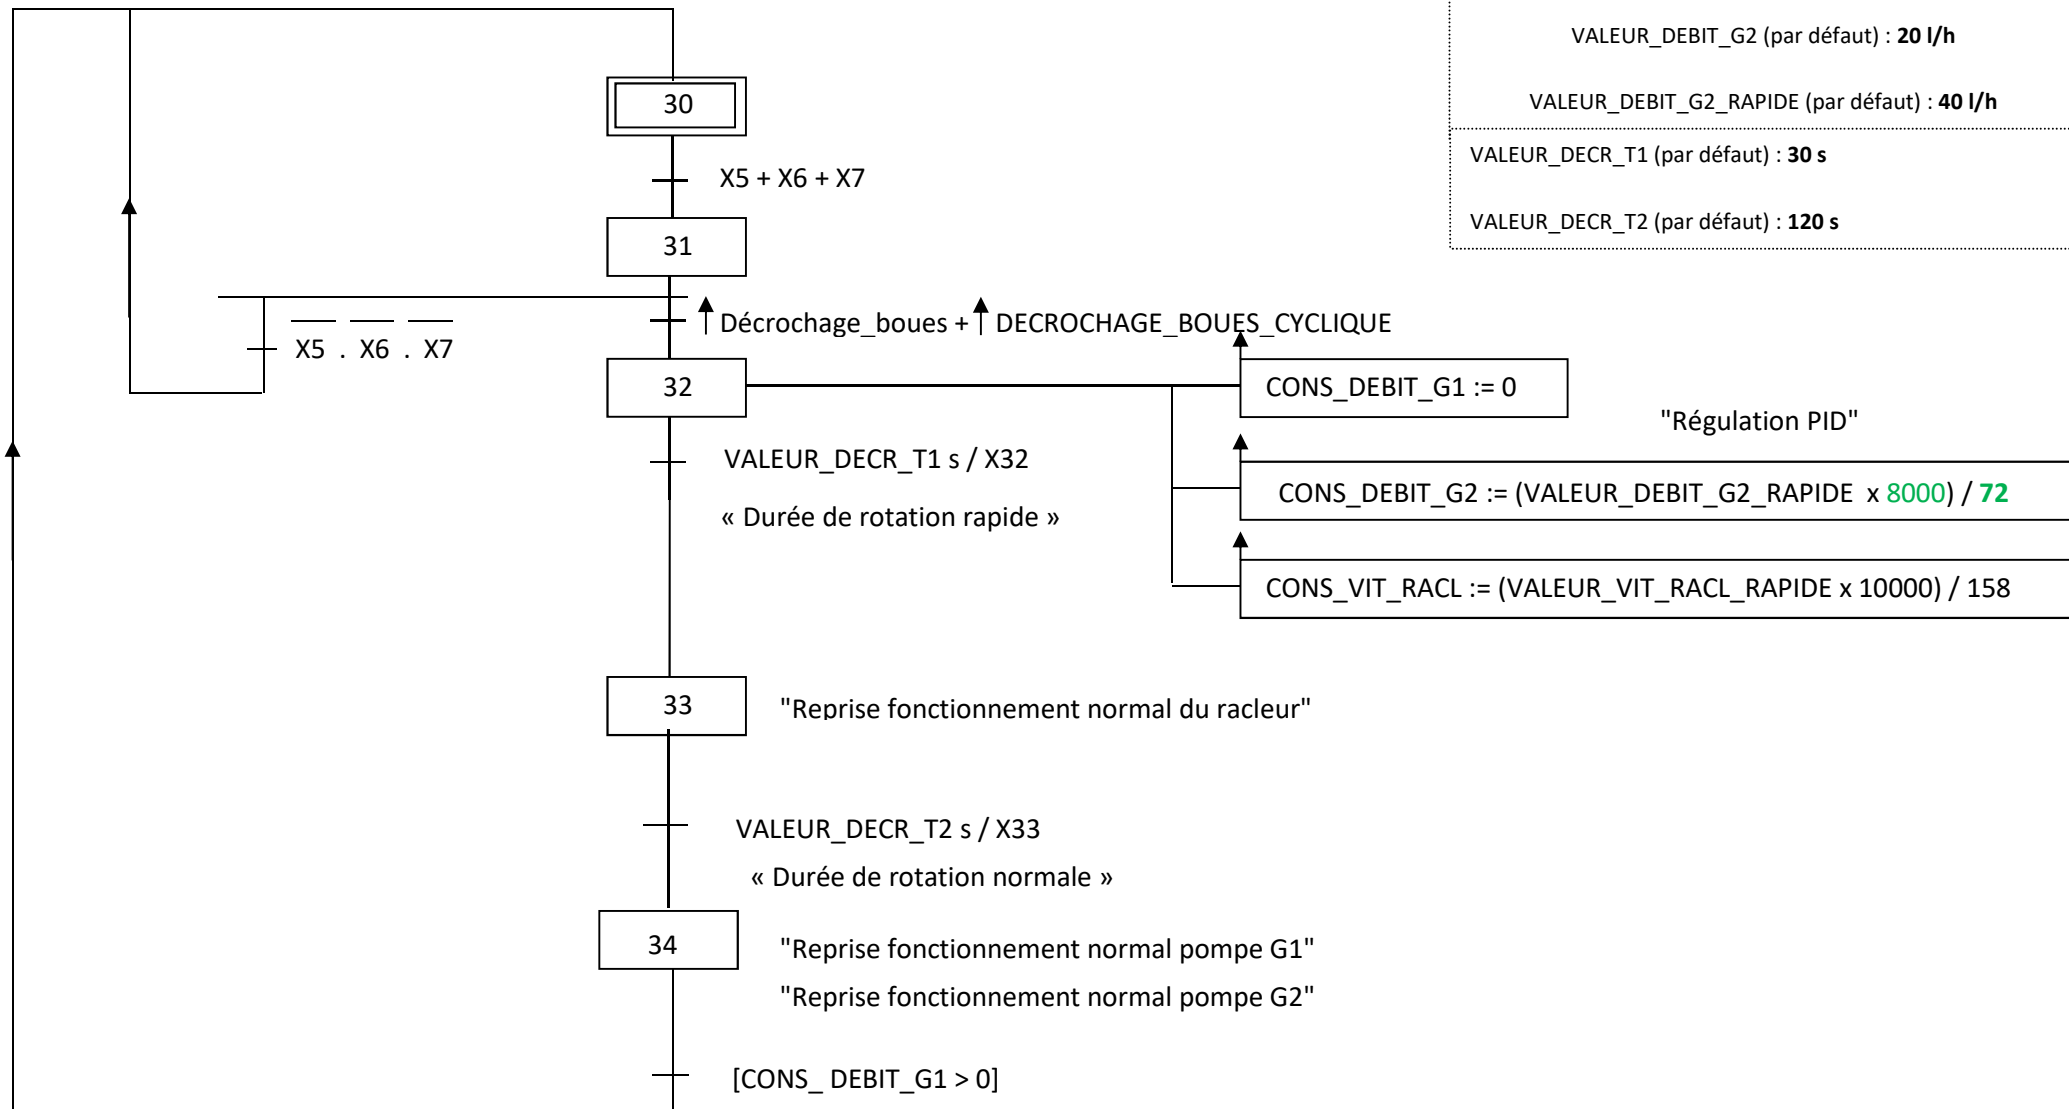 VALEUR_DEBIT_G2 (par défaut) : 20 l/h
VALEUR_DEBIT_G2_RAPIDE (par défaut) : 40 l/h
VALEUR_DECR_T1 (par défaut) : 30 s
VALEUR_DECR_T2 (par défaut) : 120 s
30
X5 + X6 + X7
31
Décrochage_boues + DECROCHAGE_BOUES_CYCLIQUE
X5 . X6 . X7
32
CONS_DEBIT_G1 := 0
"Régulation PID"
VALEUR_DECR_T1 s / X32
CONS_DEBIT_G2 := (VALEUR_DEBIT_G2_RAPIDE x 8000) / 72
« Durée de rotation rapide »
CONS_VIT_RACL := (VALEUR_VIT_RACL_RAPIDE x 10000) / 158
33
"Reprise fonctionnement normal du racleur"
VALEUR_DECR_T2 s / X33
« Durée de rotation normale »
34
"Reprise fonctionnement normal pompe G1"
"Reprise fonctionnement normal pompe G2"
[CONS_ DEBIT_G1 > 0]